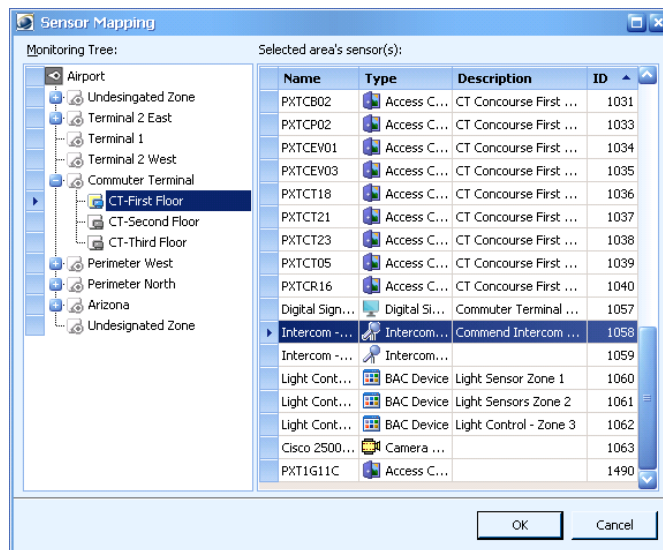 Sensor Mapping
Monitoring Tree:
Selected area's sensor(s):
Airport
Undesingated Zone
Terminal 2 East
Terminal 1
Terminal 2 West
Commuter Terminal
CT-First Floor
CT-Second Floor
CT-Third Floor
Perimeter West
Perimeter North
Arizona
Undesignated Zone
Name Type Description ID
PXTCB02 Access C... CT Concourse First ... 1031
PXTCP02 Access C... CT Concourse First ... 1033
PXTCEV01 Access C... CT Concourse First ... 1034
PXTCEV03 Access C... CT Concourse First ... 1035
PXTCT18 Access C... CT Concourse First ... 1036
PXTCT21 Access C... CT Concourse First ... 1037
PXTCT23 Access C... CT Concourse First ... 1038
PXTCT05 Access C... CT Concourse First ... 1039
PXTCR16 Access C... CT Concourse First ... 1040
Digital Sign... Digital Si... Commuter Terminal ... 1057
Intercom -... Intercom... Commend Intercom ... 1058
Intercom -... Intercom... 1059
Light Cont... BAC Device Light Sensor Zone 1 1060
Light Cont... BAC Device Light Sensors Zone 2 1061
Light Cont... BAC Device Light Control - Zone 3 1062
Cisco 2500... Camera ... 1063
PXT1G11C Access C... 1490
OK Cancel